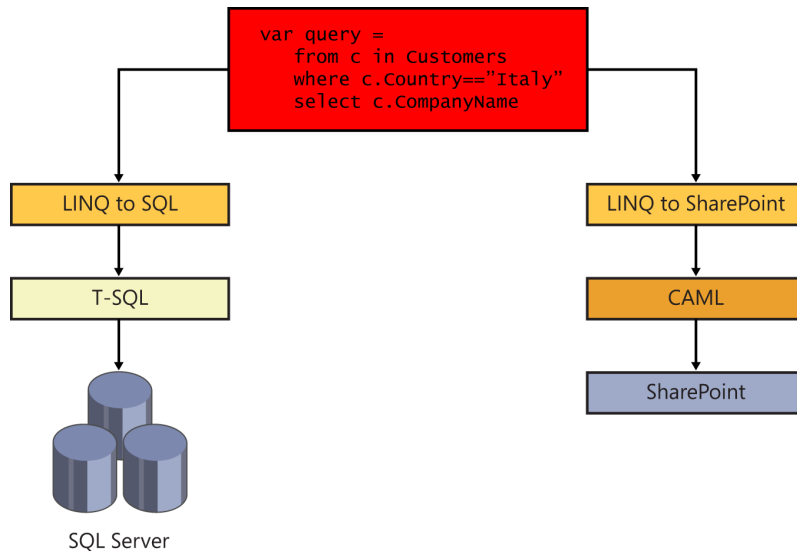 var query =
from c in Customers
where c.Country==”Italy”
select c.CompanyName
LINQ to SQL
LINQ to SharePoint
T-SQL
CAML
SharePoint
SQL Server